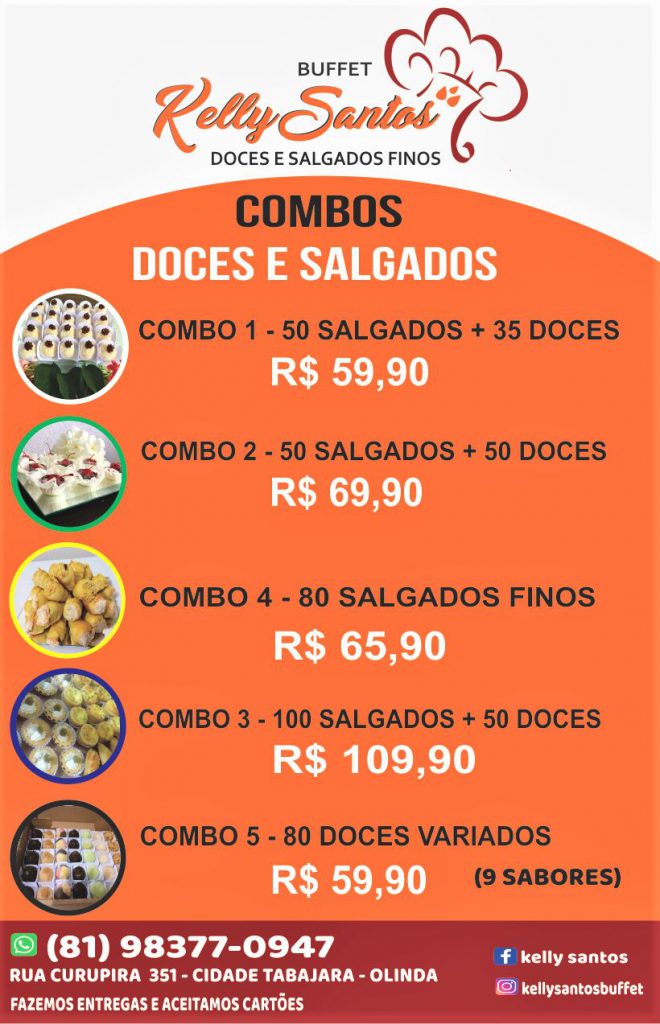 BUFFET
Kelly Santos
DOCES E SALGADOS FINOS
COMBOS
DOCES E SALGADOS
COMBO 1 - 50 SALGADOS + 35 DOCES
R$ 59,90
COMBO 2 - 50 SALGADOS + 50 DOCES
R$ 69,90
COMBO 4 - 80 SALGADOS FINOS
R$ 65,90
COMBO 3 - 100 SALGADOS + 50 DOCES
R$ 109,90
COMBO 5 - 80 DOCES VARIADOS
R$ 59,90 (9 SABORES)
(81) 98377-0947
RUA CURUPIRA 351 - CIDADE TABAJARA - OLINDA
FAZEMOS ENTREGAS E ACEITAMOS CARTÕES
kelly santos
kellysantosbuffet